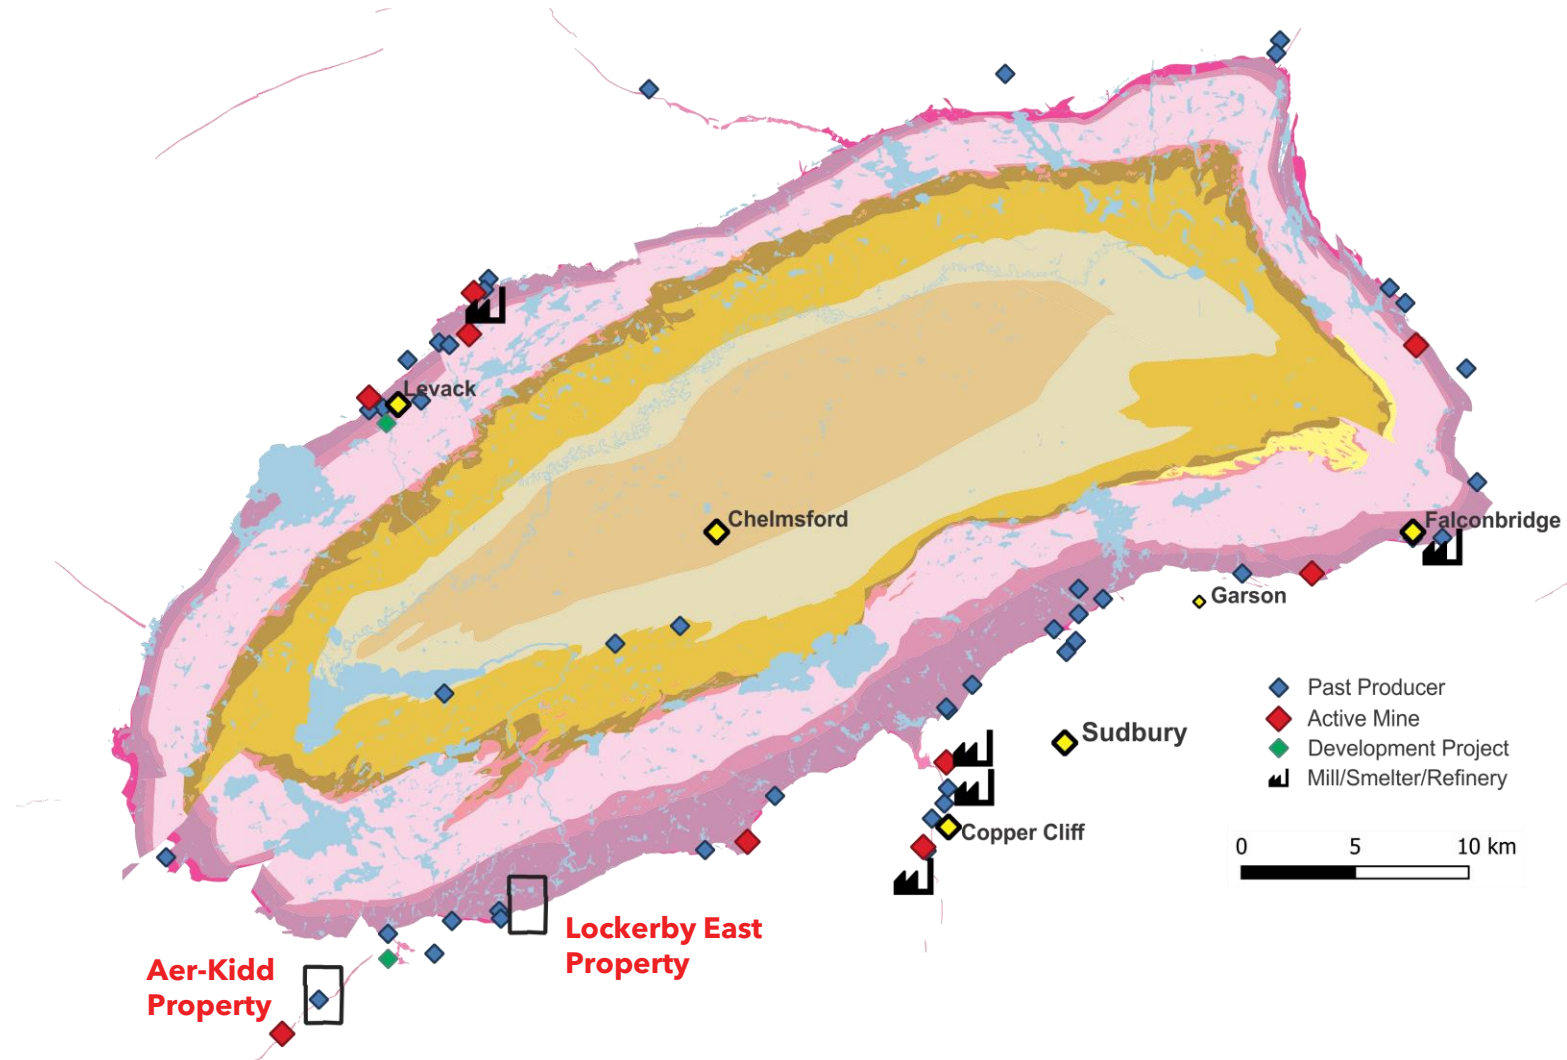 Levack
Chelmsford
Falconbridge
Garson
Sudbury
Copper Cliff
Past Producer
Active Mine
Development Project
Mill/Smelter/Refinery
0 5 10 km
Lockerby East
Property
Aer-Kidd
Property